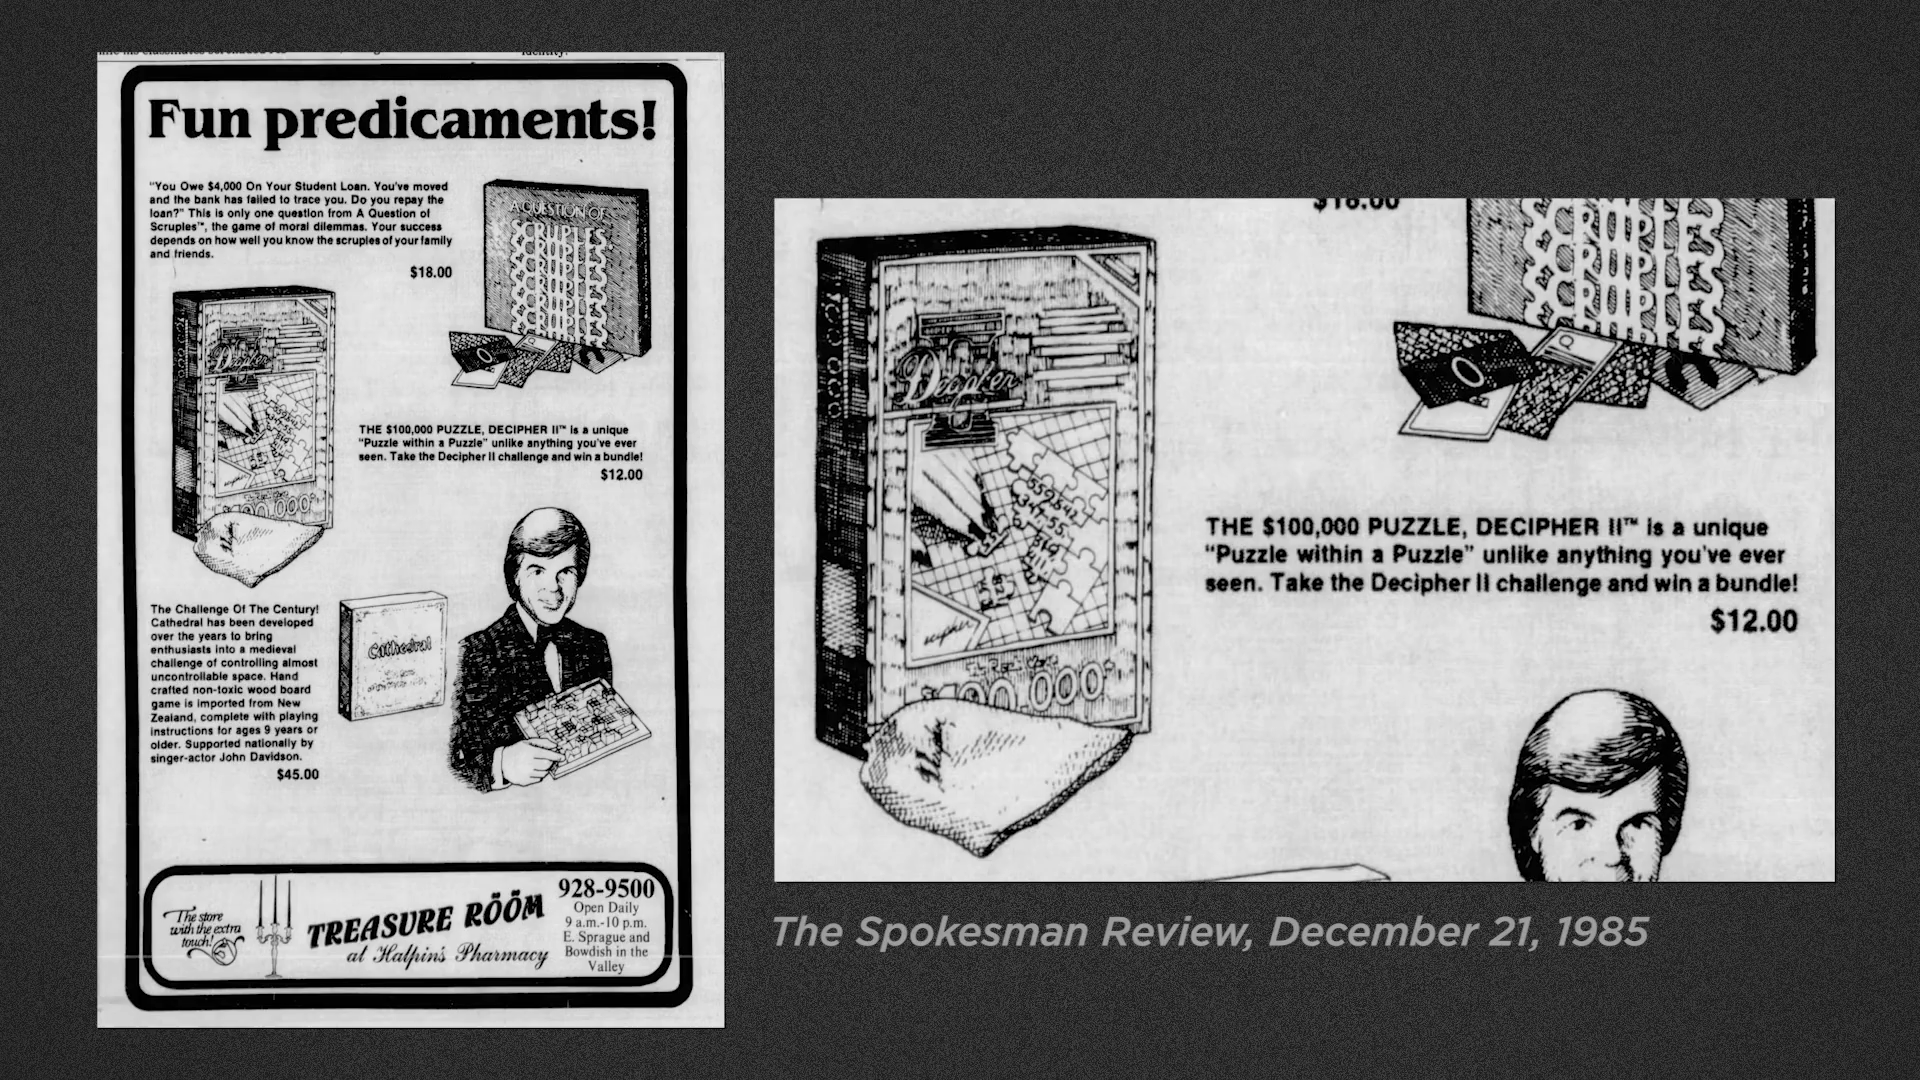 identity.
Fun predicaments!
"You Owe $4,000 On Your Student Loan. You've moved
and the bank has failed to trace you. Do you repay the
loan?" This is only one question from A Question of
Scruples™, the game of moral dilemmas. Your success
depends on how well you know the scruples of your family
and friends.
$18.00
A QUESTION OF
SCRUPLES
Decipher
THE $100,000 PUZZLE, DECIPHER II™ is a unique
"Puzzle within a Puzzle" unlike anything you've ever
seen. Take the Decipher II challenge and win a bundle!
$12.00
The Challenge Of The Century!
Cathedral has been developed
over the years to bring
enthusiasts into a medieval
challenge of controlling almost
uncontrollable space. Hand
crafted non-toxic wood board
game is imported from New
Zealand, complete with playing
instructions for ages 9 years or
older. Supported nationally by
singer-actor John Davidson.
$45.00
Cathedral
The store
with the extra
touch!
TREASURE RÖÖM
at Halpin's Pharmacy
928-9500
Open Daily
9 a.m.-10 p.m.
E. Sprague and
Bowdish in the
Valley
$18.00
Decipher
THE $100,000 PUZZLE, DECIPHER II™ is a unique
"Puzzle within a Puzzle" unlike anything you've ever
seen. Take the Decipher II challenge and win a bundle!
$12.00
The Spokesman Review, December 21, 1985